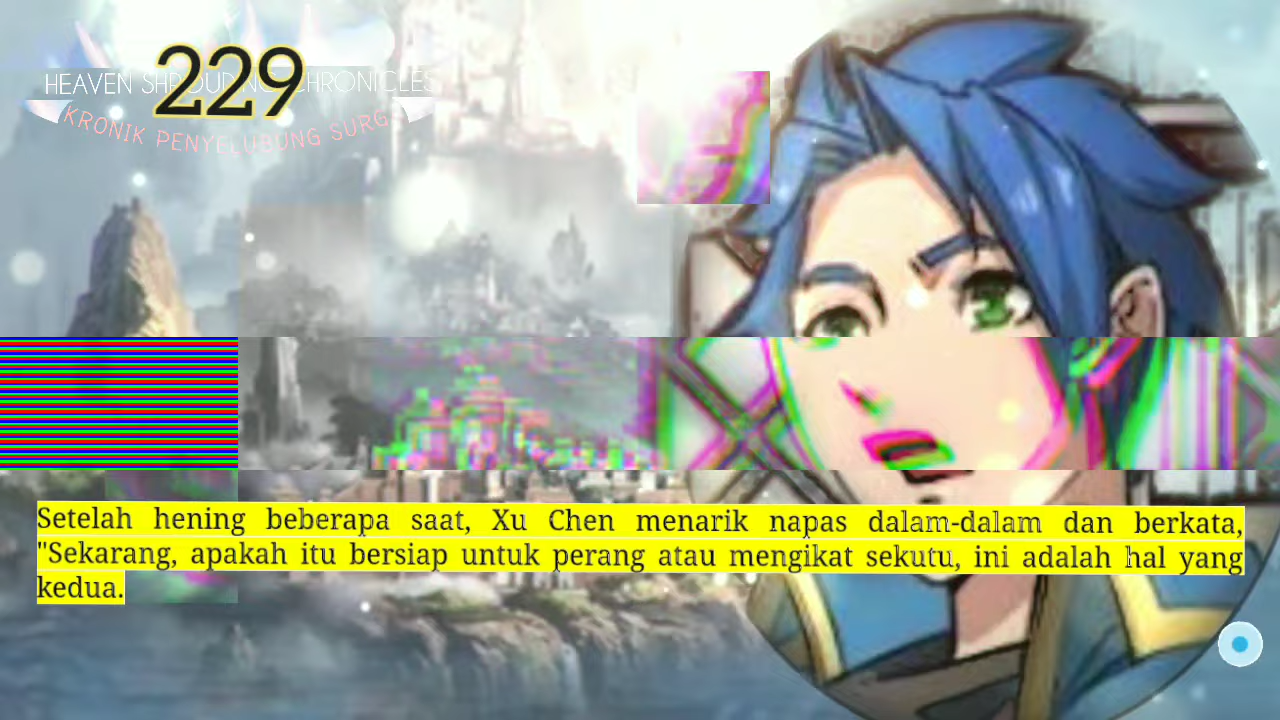 229
HEAVEN SHROUDING CHRONICLES
KRONIK PENYELUBUNG SURG
Setelah hening beberapa saat, Xu Chen menarik napas dalam-dalam dan berkata,
"Sekarang, apakah itu bersiap untuk perang atau mengikat sekutu, ini adalah hal yang
kedua.